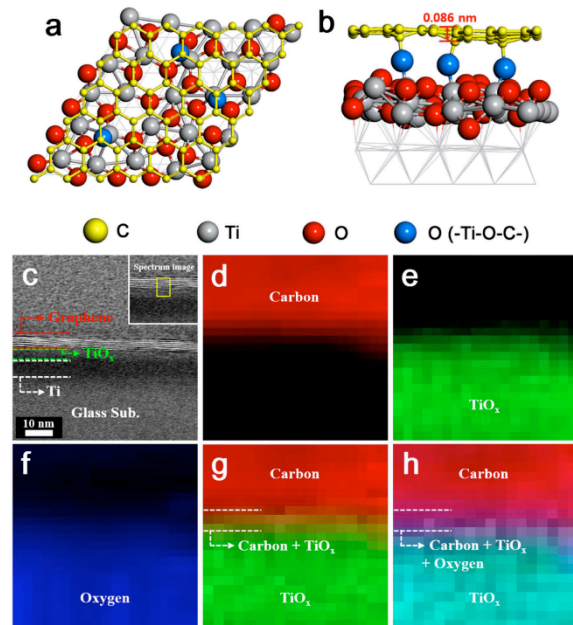 a
b
0.086 nm
C
Ti
O
O (-Ti-O-C-)
c
Spectrum image
Graphene
TiOₓ
Ti
Glass Sub.
10 nm
d
Carbon
e
TiOₓ
f
Oxygen
g
Carbon
Carbon + TiOₓ
TiOₓ
h
Carbon
Carbon + TiOₓ
+ Oxygen
TiOₓ